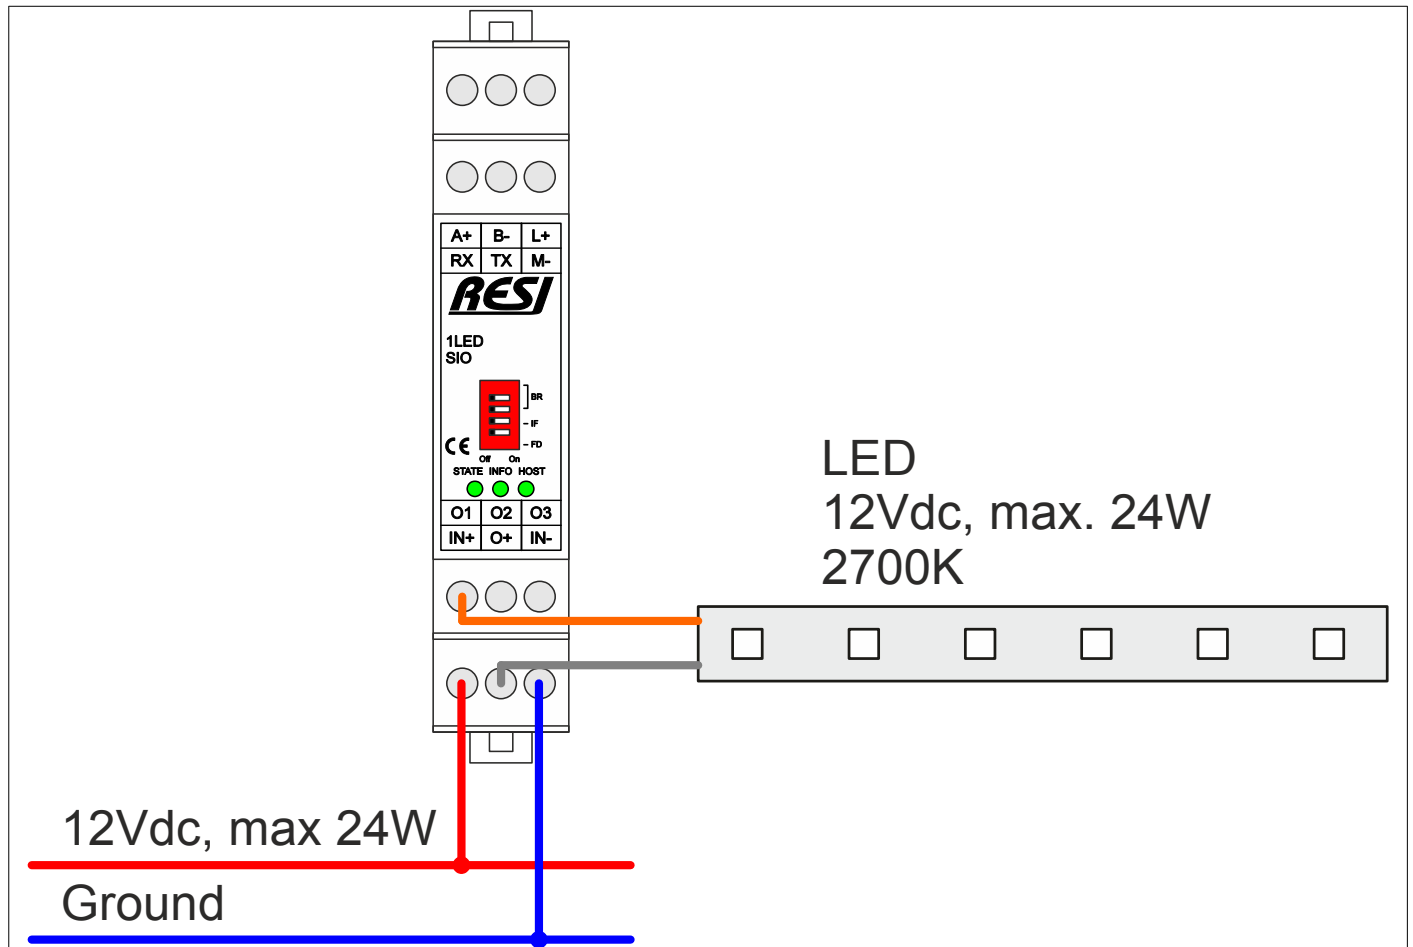 A+ B- L+
RX TX M-
RESI
1LED
SIO
BR
IF
FD
CE
Off On
STATE INFO HOST
O1 O2 O3
IN+ O+ IN-
LED
12Vdc, max. 24W
2700K
12Vdc, max 24W
Ground